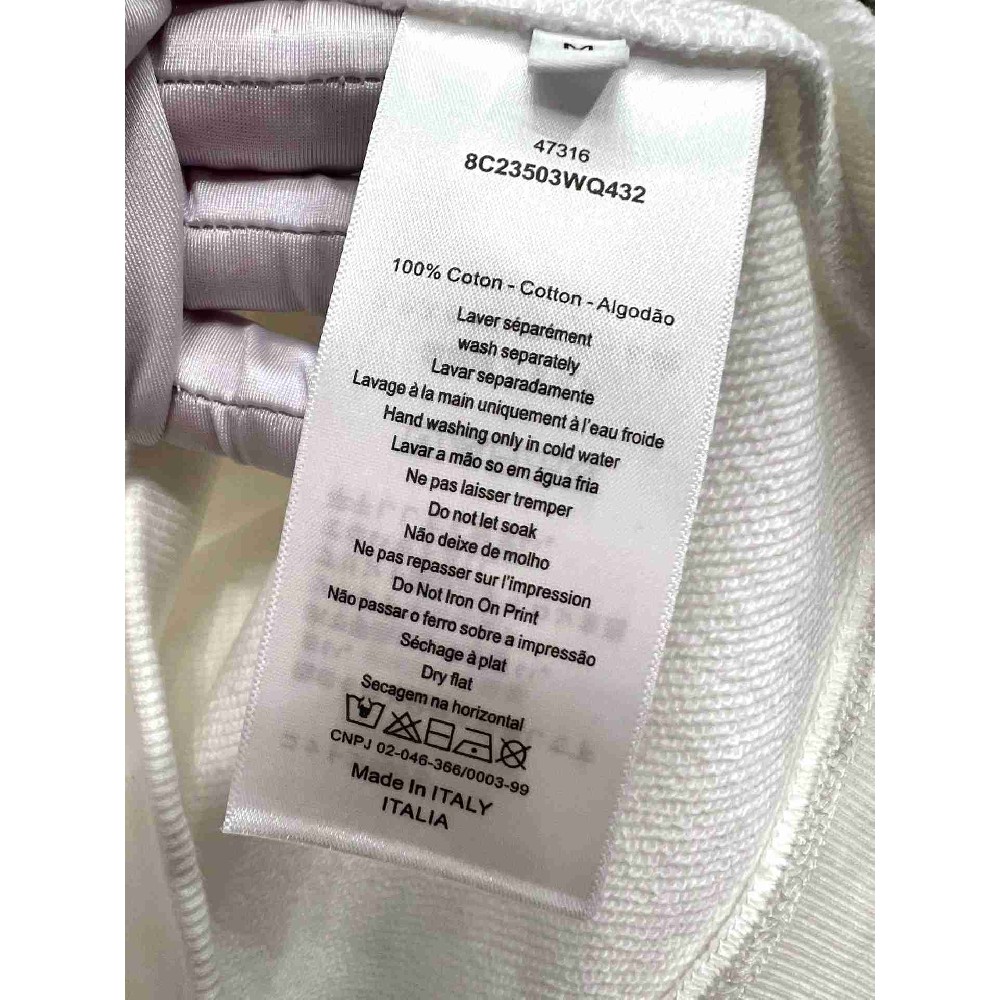 M
47316
8C23503WQ432
100% Coton - Cotton - Algodão
Laver séparément
wash separately
Lavar separadamente
Lavage à la main uniquement à l'eau froide
Hand washing only in cold water
Lavar a mão so em água fria
Ne pas laisser tremper
Do not let soak
Não deixe de molho
Ne pas repasser sur l'impression
Do Not Iron On Print
Não passar o ferro sobre a impressão
Séchage à plat
Dry flat
Secagem na horizontal
CNPJ 02-046-366/0003-99
Made In ITALY
ITALIA